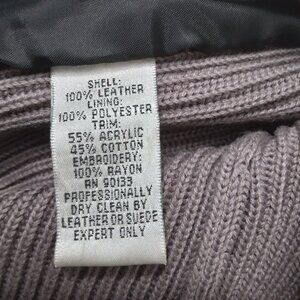 SHELL:
100% LEATHER
LINING:
100% POLYESTER
TRIM:
55% ACRYLIC
45% COTTON
EMBROIDERY:
100% RAYON
RN 90133
PROFESSIONALLY
DRY CLEAN BY
LEATHER OR SUEDE
EXPERT ONLY